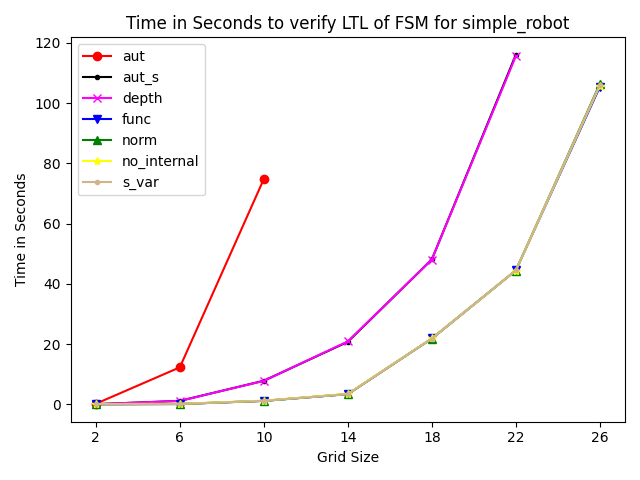 Time in Seconds to verify LTL of FSM for simple_robot
aut
aut_s
depth
func
norm
no_internal
s_var
Time in Seconds
120
100
80
60
40
20
0
2 6 10 14 18 22 26
Grid Size